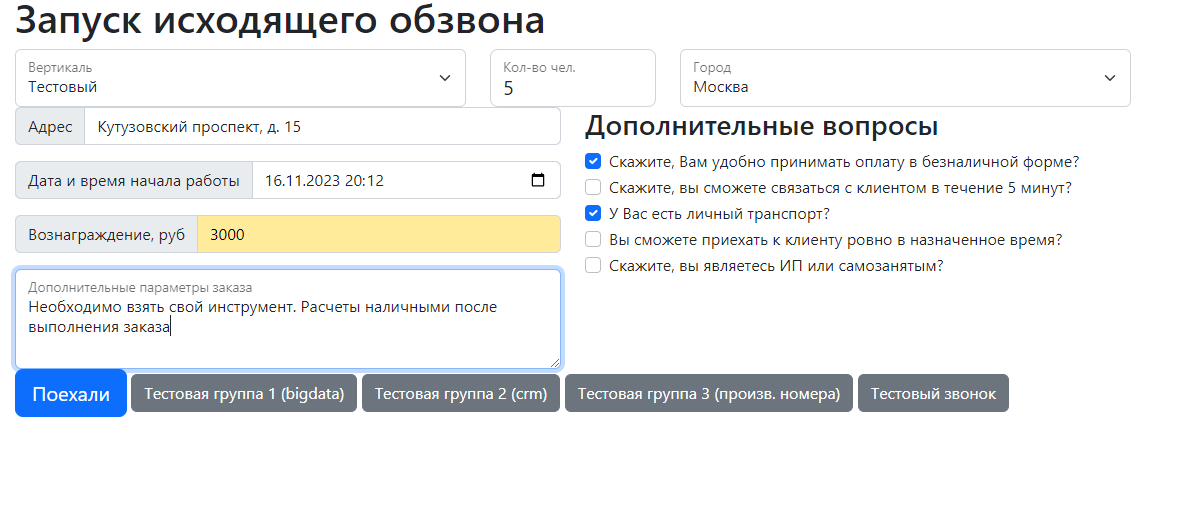 Запуск исходящего обзвона
Вертикаль
Тестовый
Кол-во чел.
5
Город
Москва
Адрес
Кутузовский проспект, д. 15
Дата и время начала работы
16.11.2023 20:12
Вознаграждение, руб
3000
Дополнительные параметры заказа
Необходимо взять свой инструмент. Расчеты наличными после
выполнения заказа
Дополнительные вопросы
Скажите, Вам удобно принимать оплату в безналичной форме?
Скажите, вы сможете связаться с клиентом в течение 5 минут?
У Вас есть личный транспорт?
Вы сможете приехать к клиенту ровно в назначенное время?
Скажите, вы являетесь ИП или самозанятым?
Поехали
Тестовая группа 1 (bigdata)
Тестовая группа 2 (crm)
Тестовая группа 3 (произв. номера)
Тестовый звонок